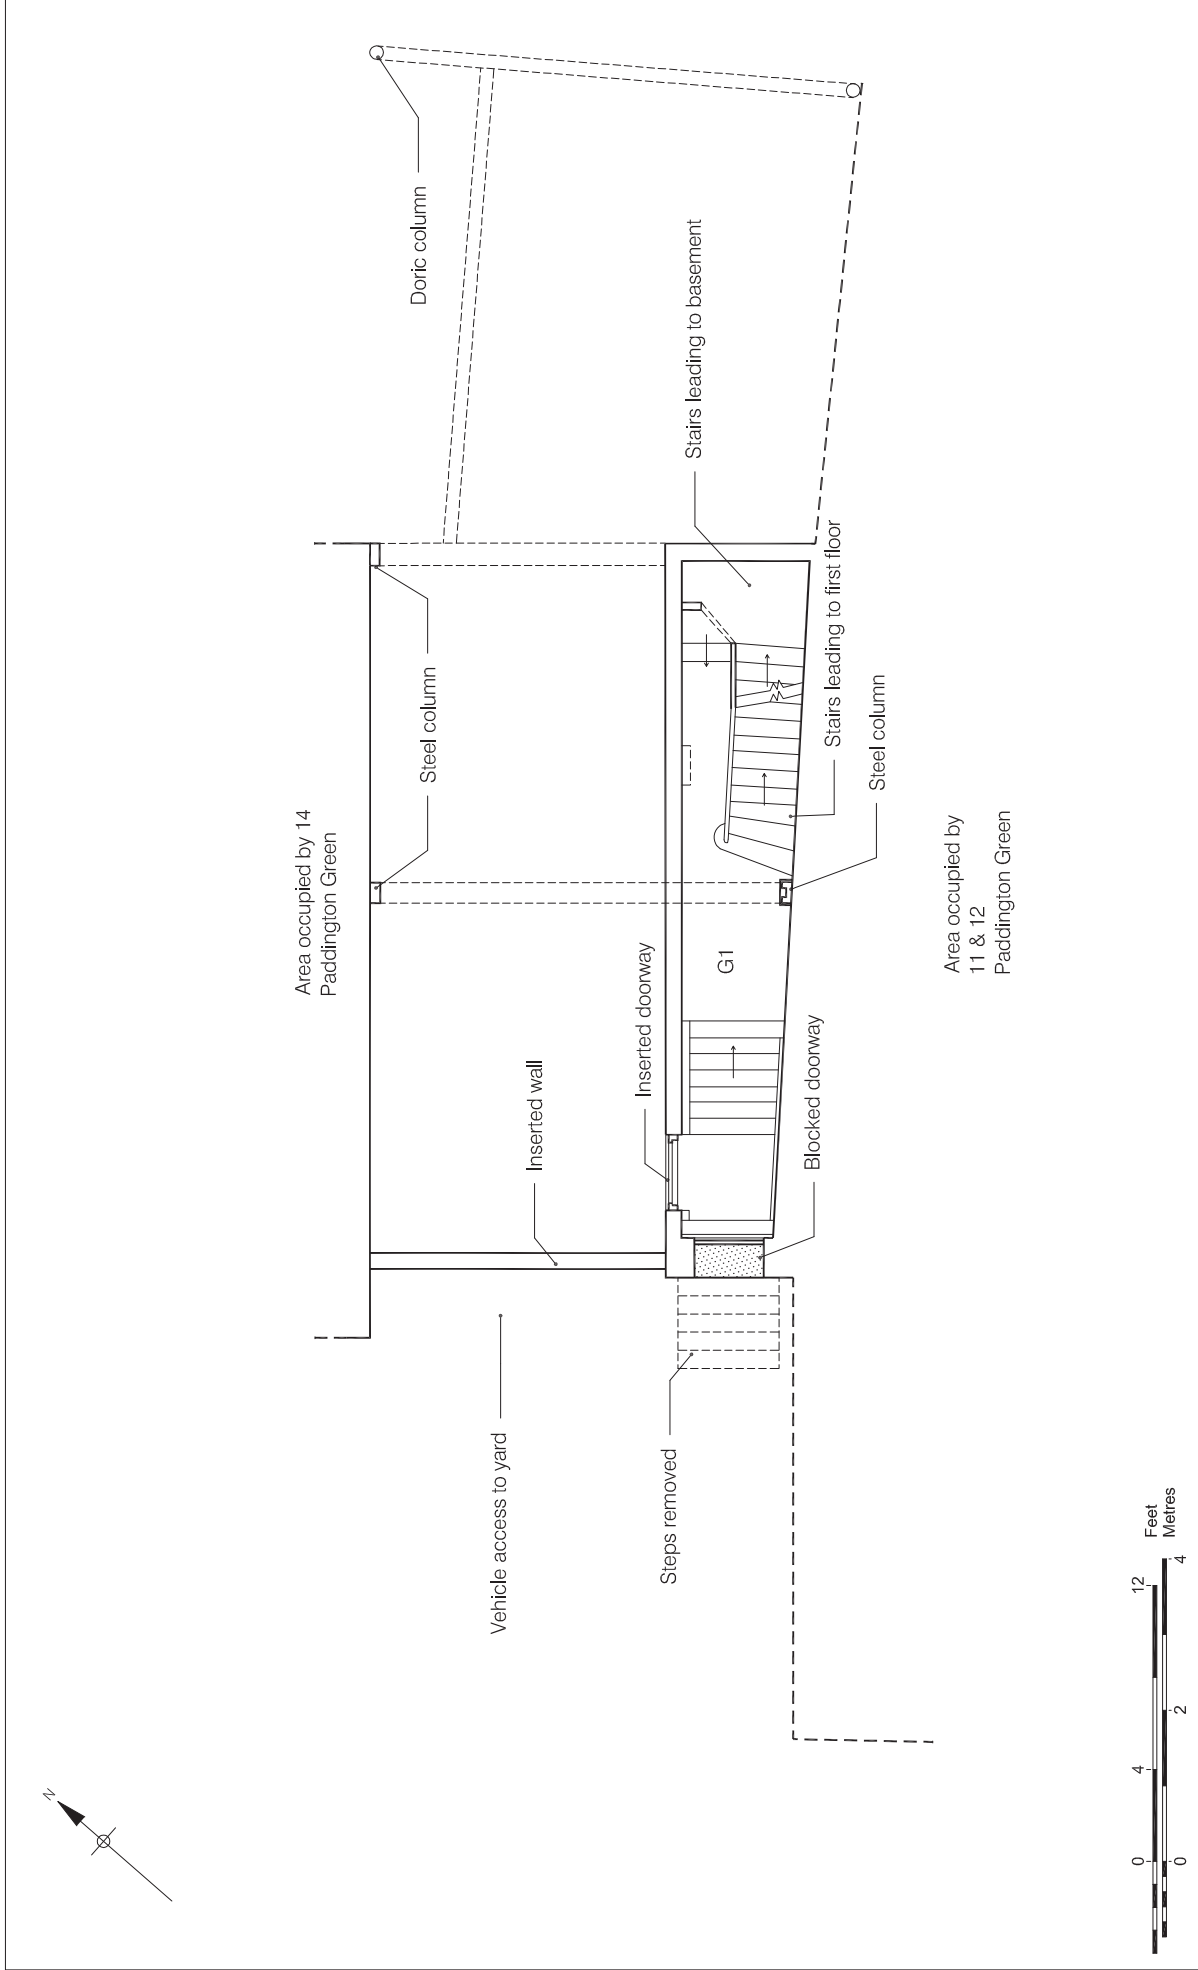 Doric column
Stairs leading to basement
Steel column
Stairs leading to first floor
Steel column
Area occupied by 14
Paddington Green
G1
Area occupied by
11 & 12
Paddington Green
Inserted wall
Inserted doorway
Blocked doorway
Vehicle access to yard
Steps removed
N
0 4 12 Feet
0 2 4 Metres